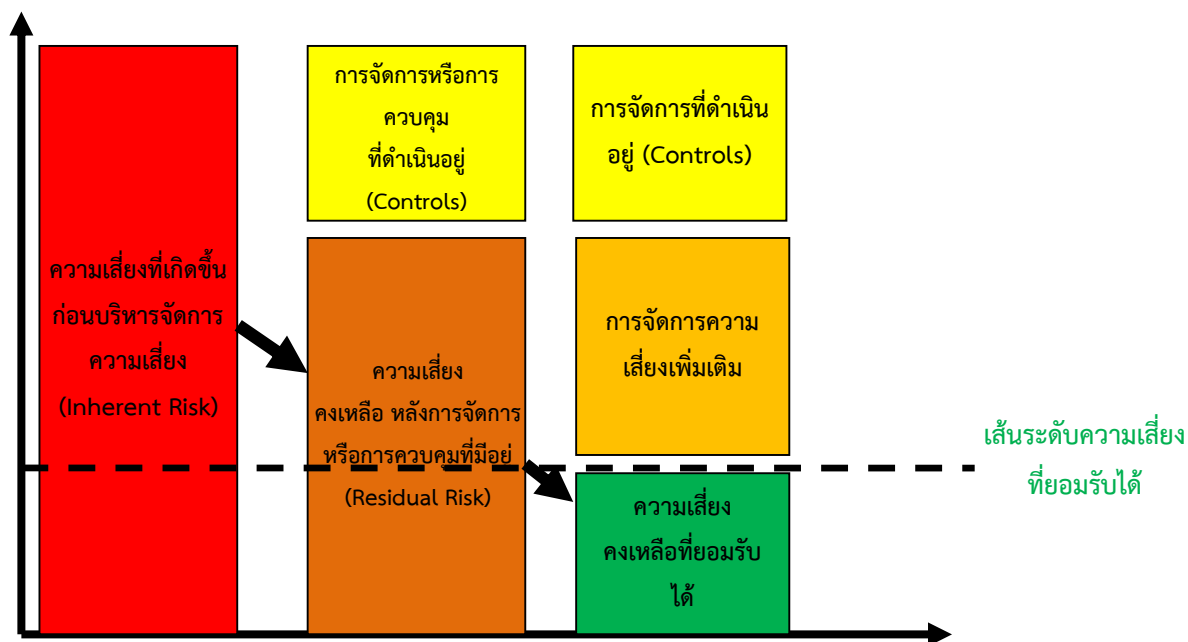 ความเสี่ยงที่เกิดขึ้น
ก่อนบริหารจัดการ
ความเสี่ยง
(Inherent Risk)
การจัดการหรือการ
ควบคุม
ที่ดำเนินอยู่
(Controls)
ความเสี่ยง
คงเหลือ หลังการจัดการ
หรือการควบคุมที่มีอยู่
(Residual Risk)
การจัดการที่ดำเนิน
อยู่ (Controls)
การจัดการความ
เสี่ยงเพิ่มเติม
ความเสี่ยง
คงเหลือที่ยอมรับ
ได้
เส้นระดับความเสี่ยง
ที่ยอมรับได้